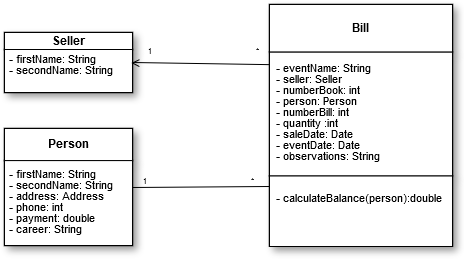 Seller
- firstName: String
- secondName: String
1
*
Bill
- eventName: String
- seller: Seller
- numberBook: int
- person: Person
- numberBill: int
- quantity :int
- saleDate: Date
- eventDate: Date
- observations: String
- calculateBalance(person):double
Person
- firstName: String
- secondName: String
- address: Address
- phone: int
- payment: double
- career: String
1
*